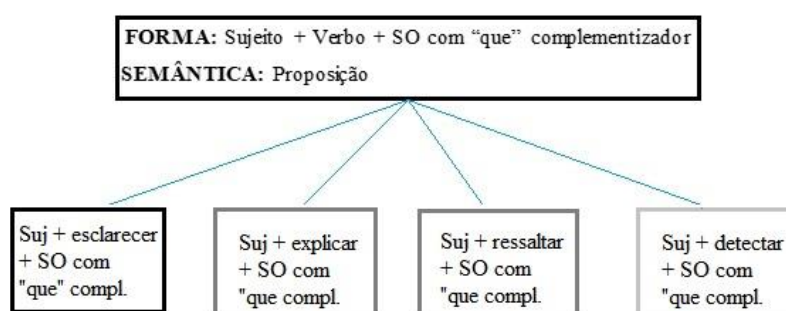 FORMA: Sujeito + Verbo + SO com “que” complementizador
SEMÂNTICA: Proposição
Suj + esclarecer
+ SO com
"que" compl.
Suj + explicar
+ SO com
"que compl.
Suj + ressaltar
+ SO com
"que compl.
Suj + detectar
+ SO com
"que compl.